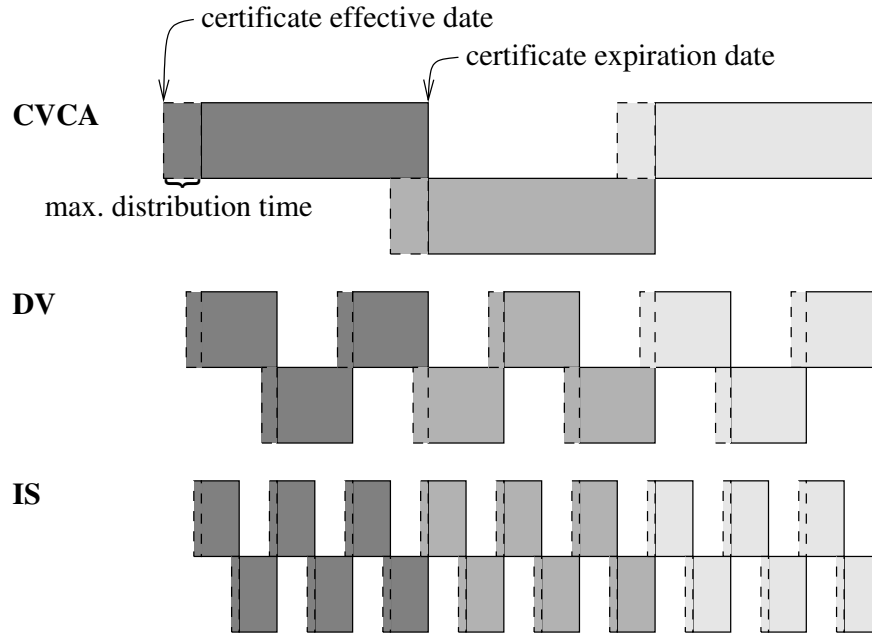 certificate effective date
certificate expiration date
CVCA
max. distribution time
DV
IS